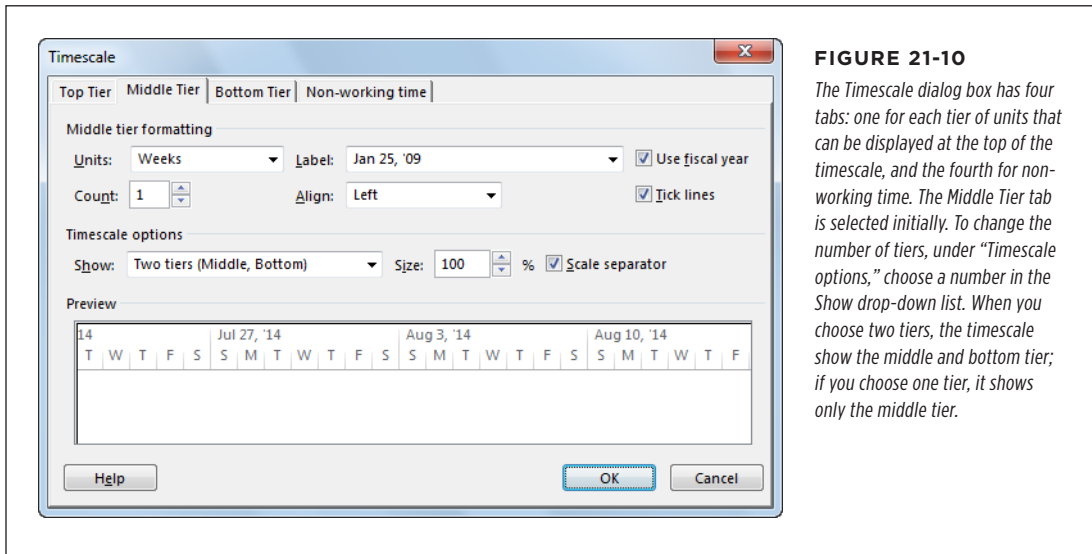 Timescale
Top Tier Middle Tier Bottom Tier Non-working time
Middle tier formatting
Units: Weeks Label: Jan 25, '09 Use fiscal year
Count: 1 Align: Left Tick lines
Timescale options
Show: Two tiers (Middle, Bottom) Size: 100 % Scale separator
Preview
14 Jul 27, '14 Aug 3, '14 Aug 10, '14
T W T F S S M T W T F S S M T W T F S S M T W T F
Help OK Cancel
FIGURE 21-10
The Timescale dialog box has four
tabs: one for each tier of units that
can be displayed at the top of the
timescale, and the fourth for non-
working time. The Middle Tier tab
is selected initially. To change the
number of tiers, under “Timescale
options,” choose a number in the
Show drop-down list. When you
choose two tiers, the timescale
show the middle and bottom tier;
if you choose one tier, it shows
only the middle tier.